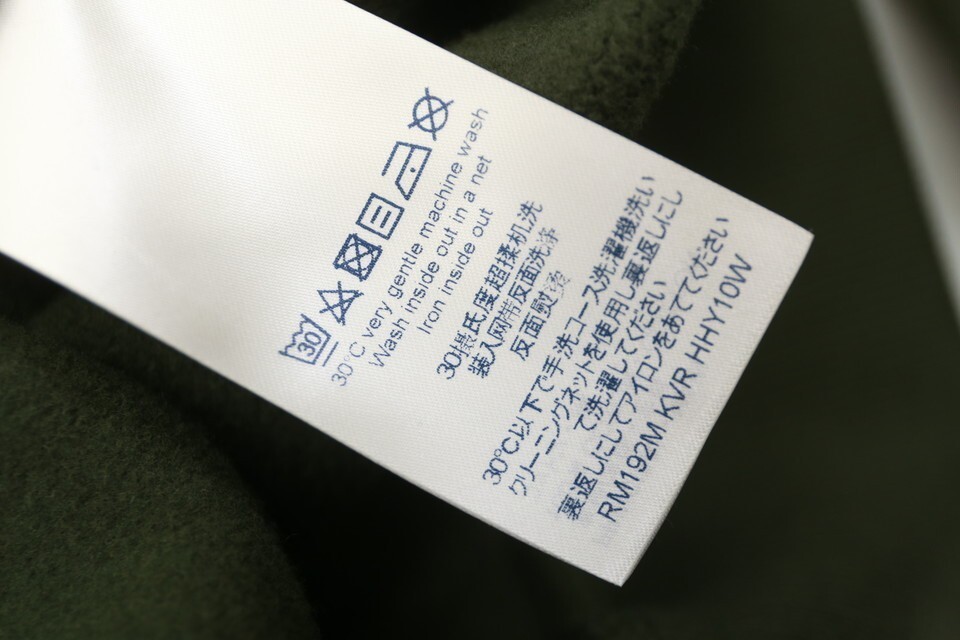 30
30°C very gentle machine wash
Wash inside out in a net
Iron inside out
30摄氏度超揉机洗
装入网带反面洗涤
反面熨烫
30°C以下で手洗コース洗濯機洗い
クリーニングネットを使用し裏返しにし
て洗濯してください
裏返しにしてアイロンをあててください
RM192M KVR HHY10W